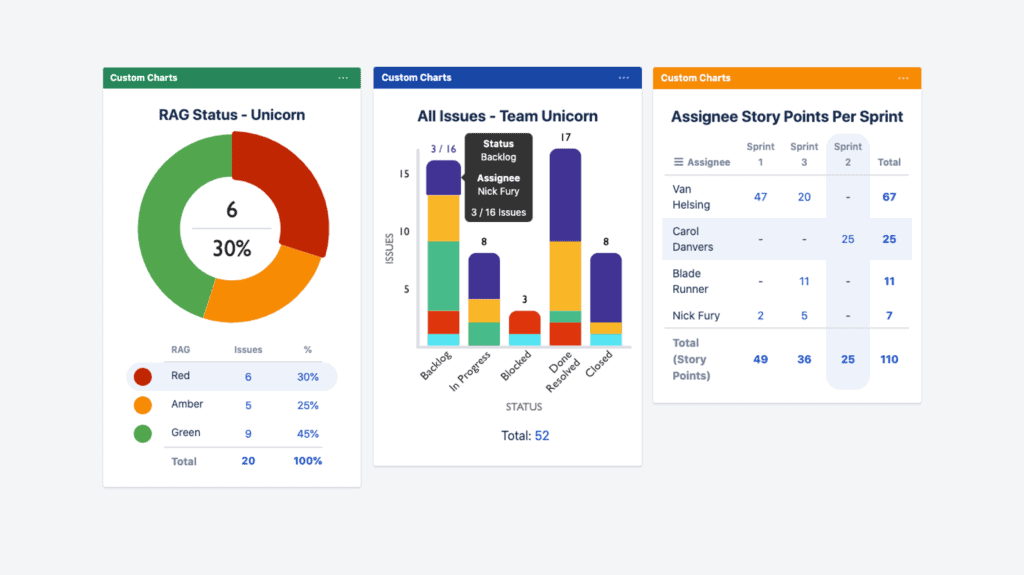 Custom Charts ...
RAG Status - Unicorn
6
30%
RAG Issues %
Red 6 30%
Amber 5 25%
Green 9 45%
Total 20 100%
Custom Charts ...
All Issues - Team Unicorn
3 / 16
8
3
17
8
Status
Backlog
Assignee
Nick Fury
3 / 16 Issues
15
10
5
ISSUES
Backlog
In Progress
Blocked
Done
Resolved
Closed
STATUS
Total: 52
Custom Charts ...
Assignee Story Points Per Sprint
Sprint Sprint Sprint
Assignee 1 3 2 Total
Van
Helsing 47 20 - 67
Carol
Danvers - - 25 25
Blade
Runner - 11 - 11
Nick Fury 2 5 - 7
Total
(Story 49 36 25 110
Points)